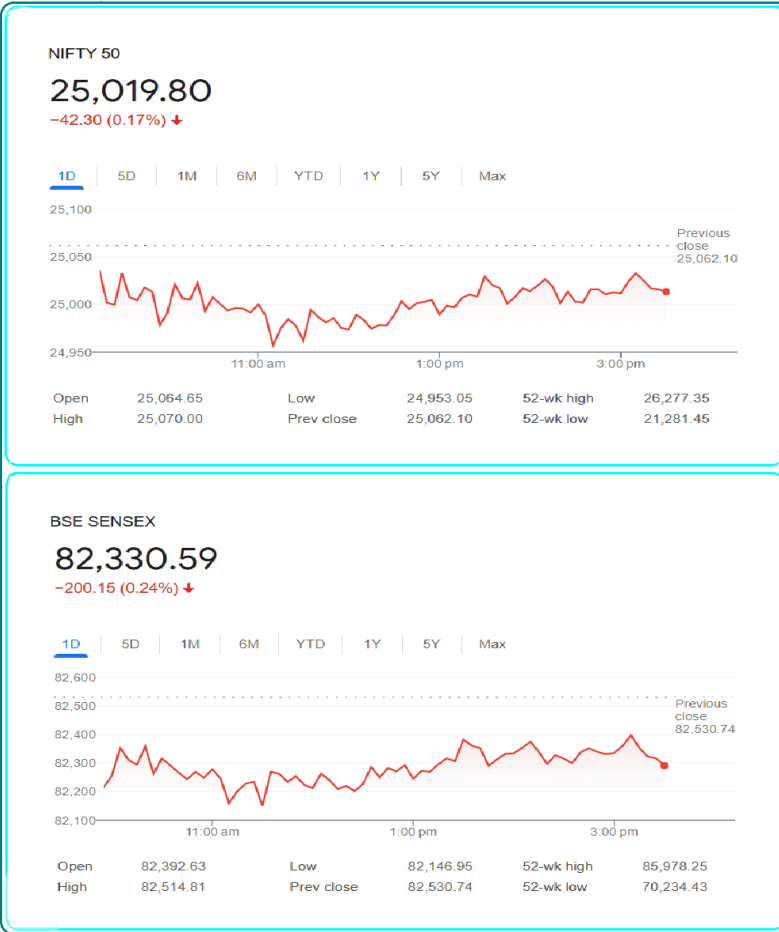 NIFTY 50
25,019.80
−42.30 (0.17%)
1D 5D 1M 6M YTD 1Y 5Y Max
25,100
Previous
close
25,062.10
25,050
25,000
24,950
11:00 am 1:00 pm 3:00 pm
Open 25,064.65 Low 24,953.05 52-wk high 26,277.35
High 25,070.00 Prev close 25,062.10 52-wk low 21,281.45
BSE SENSEX
82,330.59
−200.15 (0.24%)
1D 5D 1M 6M YTD 1Y 5Y Max
82,600
82,500
Previous
close
82,530.74
82,400
82,300
82,200
82,100
11:00 am 1:00 pm 3:00 pm
Open 82,392.63 Low 82,146.95 52-wk high 85,978.25
High 82,514.81 Prev close 82,530.74 52-wk low 70,234.43